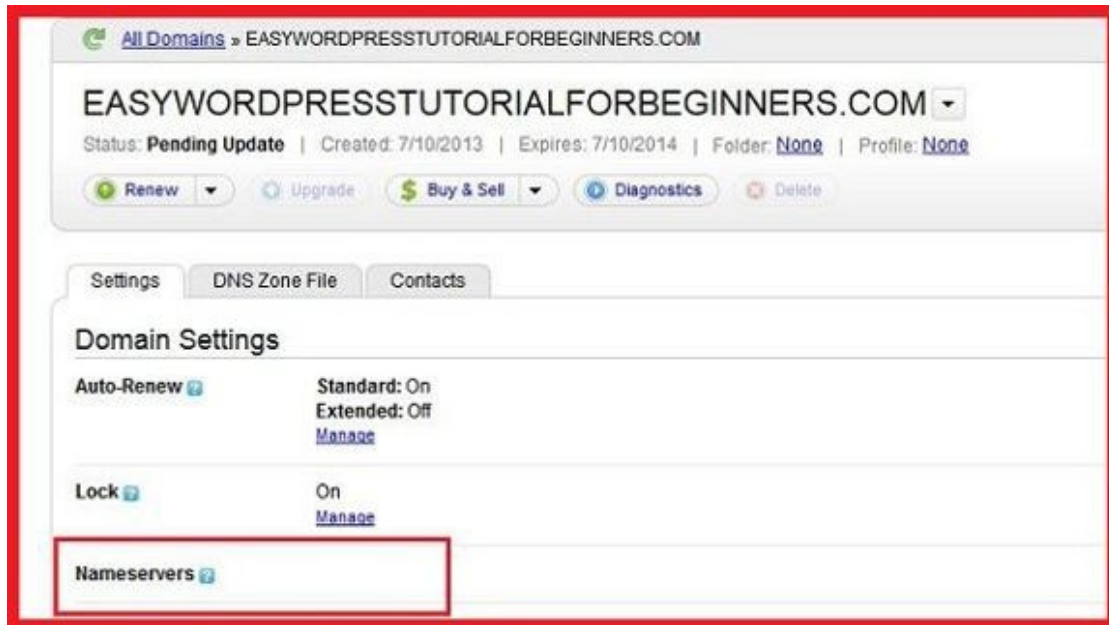 All Domains » EASYWORDPRESSTUTORIALFORBEGINNERS.COM
EASYWORDPRESSTUTORIALFORBEGINNERS.COM
Status: Pending Update | Created: 7/10/2013 | Expires: 7/10/2014 | Folder: None | Profile: None
Renew Upgrade $ Buy & Sell Diagnostics Delete
Settings DNS Zone File Contacts
Domain Settings
Auto-Renew ? Standard: On
Extended: Off
Manage
Lock ? On
Manage
Nameservers ?